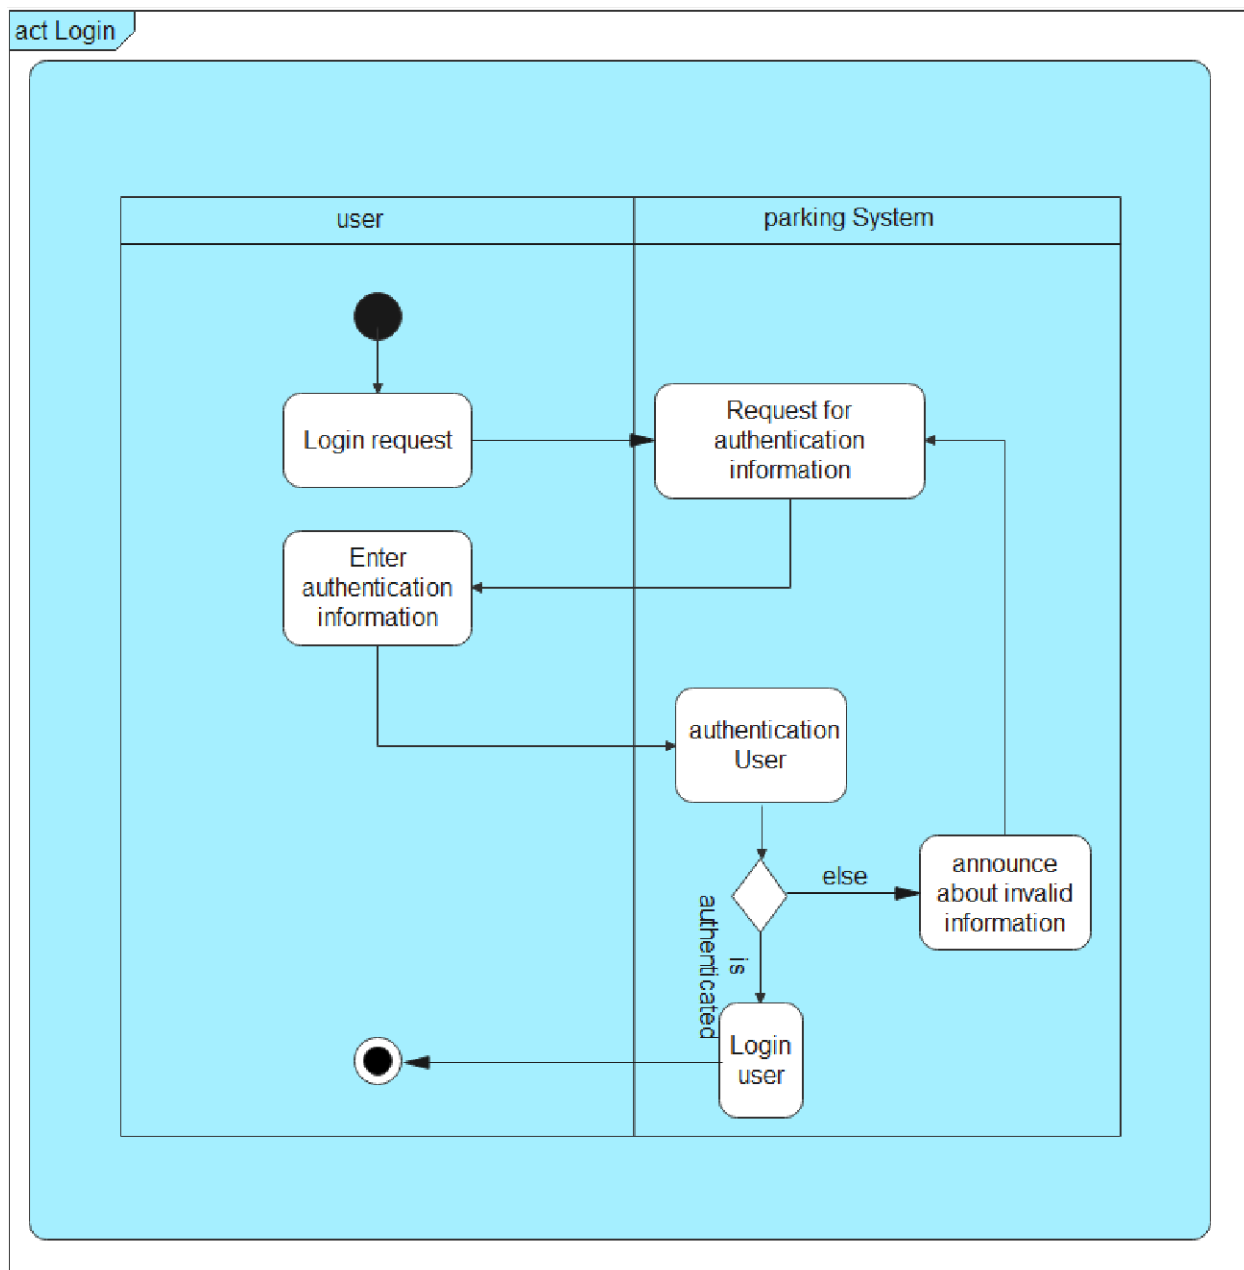 act Login
user
parking System
Login request
Request for
authentication
information
Enter
authentication
information
authentication
User
else
announce
about invalid
information
is
authenticated
Login
user